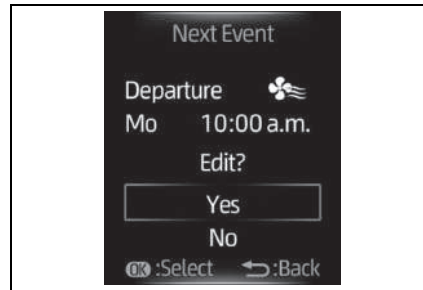 Next Event
Departure
Mo 10:00 a.m.
Edit?
Yes
No
OK :Select :Back